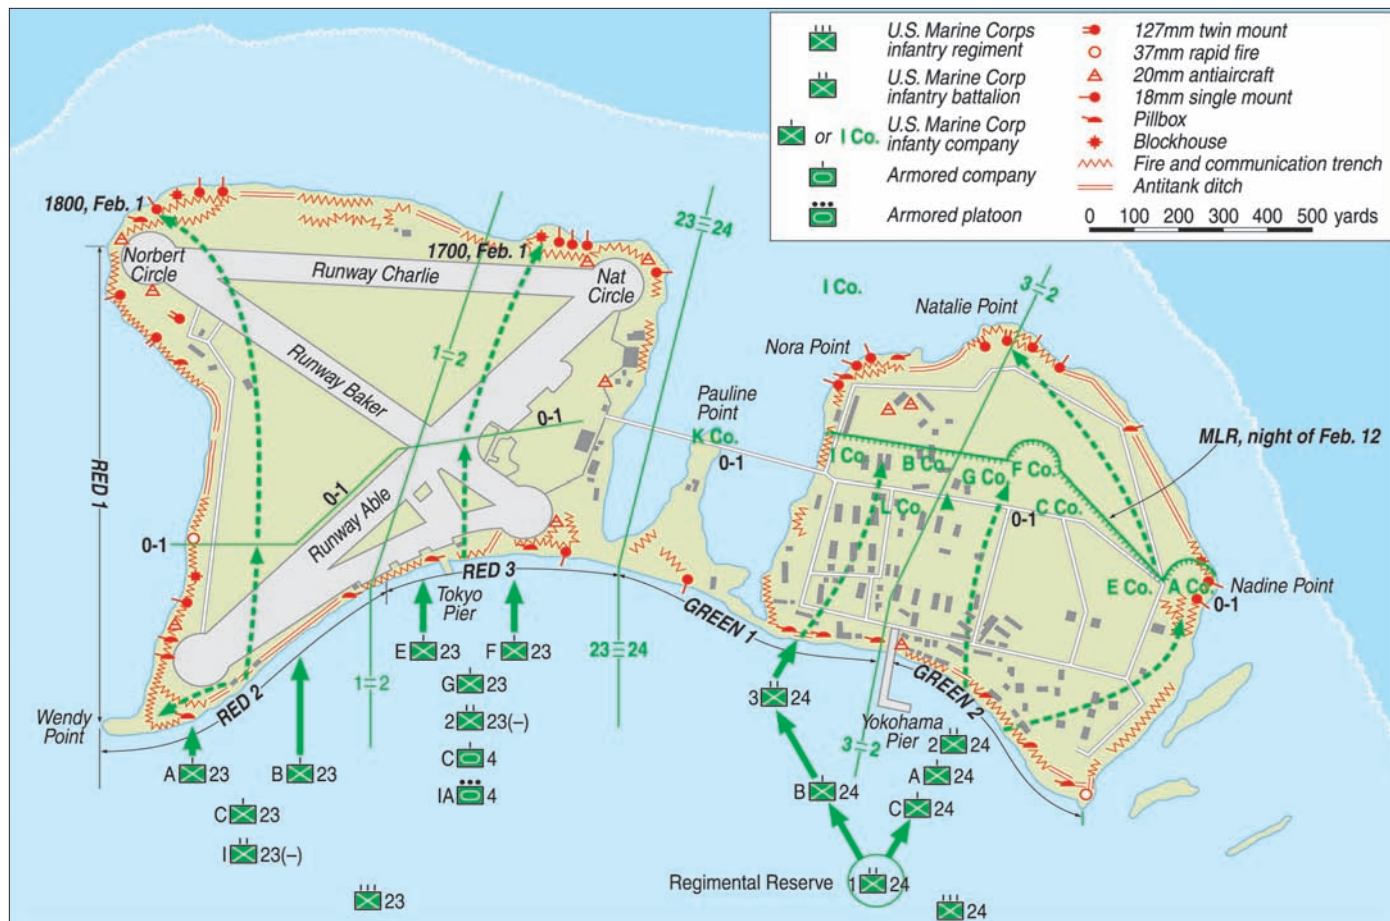 U.S. Marine Corps
infantry regiment
U.S. Marine Corp
infantry battalion
or I Co.
U.S. Marine Corp
infanty company
Armored company
Armored platoon
127mm twin mount
37mm rapid fire
20mm antiaircraft
18mm single mount
Pillbox
Blockhouse
Fire and communication trench
Antitank ditch
0 100 200 300 400 500 yards
1800, Feb. 1
1700, Feb. 1
23 24
Norbert
Circle
Runway Charlie
Nat
Circle
I Co.
3 2
Natalie Point
Nora Point
1 2
Runway Baker
Pauline
Point
K Co.
0-1
0-1
MLR, night of Feb. 12
RED 1
I Co.
B Co.
G Co.
F Co.
L Co.
0-1
C Co.
0-1
Runway Able
0-1
E Co.
A Co.
Nadine Point
0-1
RED 3
Tokyo
Pier
GREEN 1
RED 2
E 23
F 23
23 24
G 23
1 2
3 24
GREEN 2
Wendy
Point
2 23(–)
Yokohama
Pier
3 2
2 24
A 23
B 23
C 4
A 24
IA 4
B 24
C 24
C 23
I 23(–)
Regimental Reserve
1 24
23
24